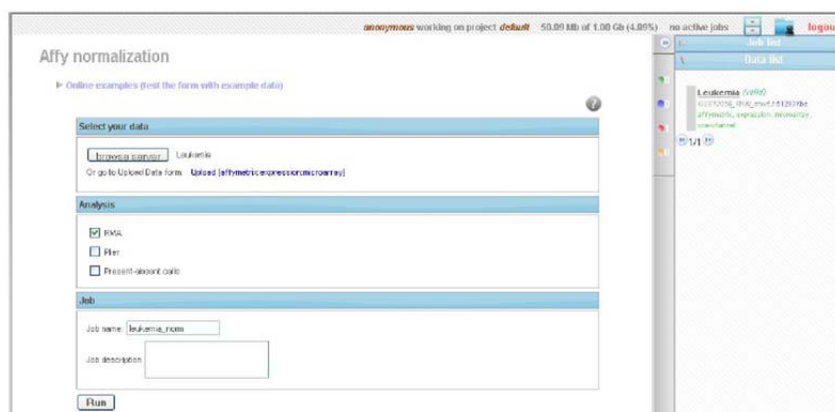 anonymous working on project default 50.09 Mb of 1.00 Gb (4.89%) no active jobs logou
Affy normalization
Online examples (test the form with example data)
Select your data
browse server Leukemia
Or go to Upload Data form Upload [affymetrix:expression:microarray]
Analysis
RMA
Plier
Present-absent calls
Job
Job name: leukemia_norm
Job description
Run
Job list
Data list
Leukemia
affymetrix, expression, microarray,
1/1